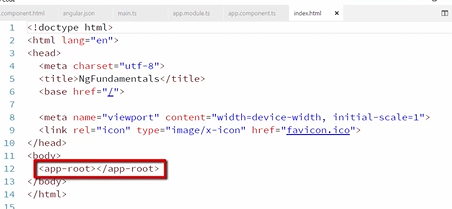 .component.html angular.json main.ts app.module.ts app.component.ts index.html
1 <!doctype html>
2 <html lang="en">
3 <head>
4 <meta charset="utf-8">
5 <title>NgFundamentals</title>
6 <base href="/">
7
8 <meta name="viewport" content="width=device-width, initial-scale=1">
9 <link rel="icon" type="image/x-icon" href="favicon.ico">
10 </head>
11 <body>
12 <app-root></app-root>
13 </body>
14 </html>
15